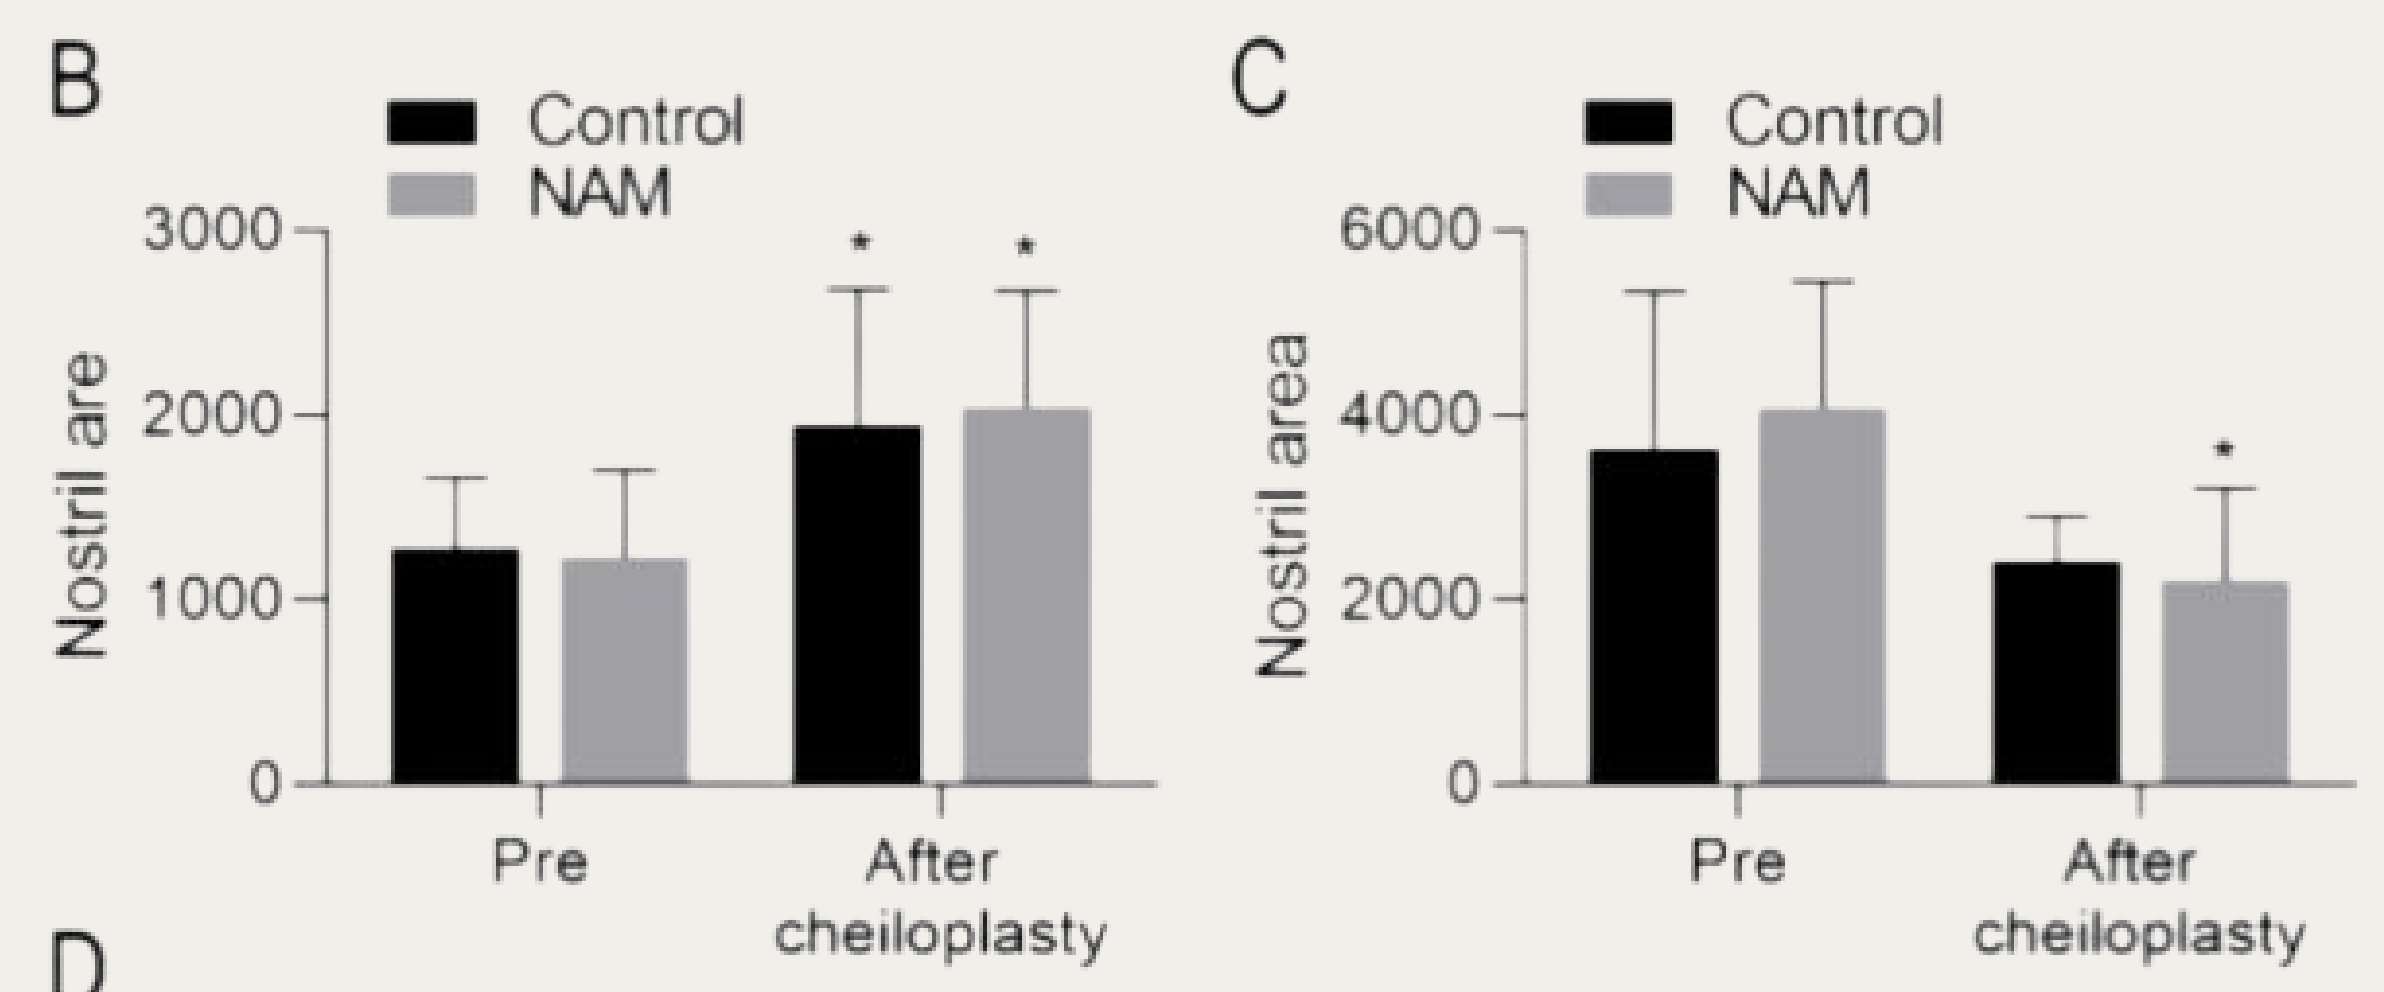 B
Control
NAM
3000
2000
1000
0
Nostril are
*
*
Pre
After
cheiloplasty
C
Control
NAM
6000
4000
2000
0
Nostril area
*
Pre
After
cheiloplasty
D